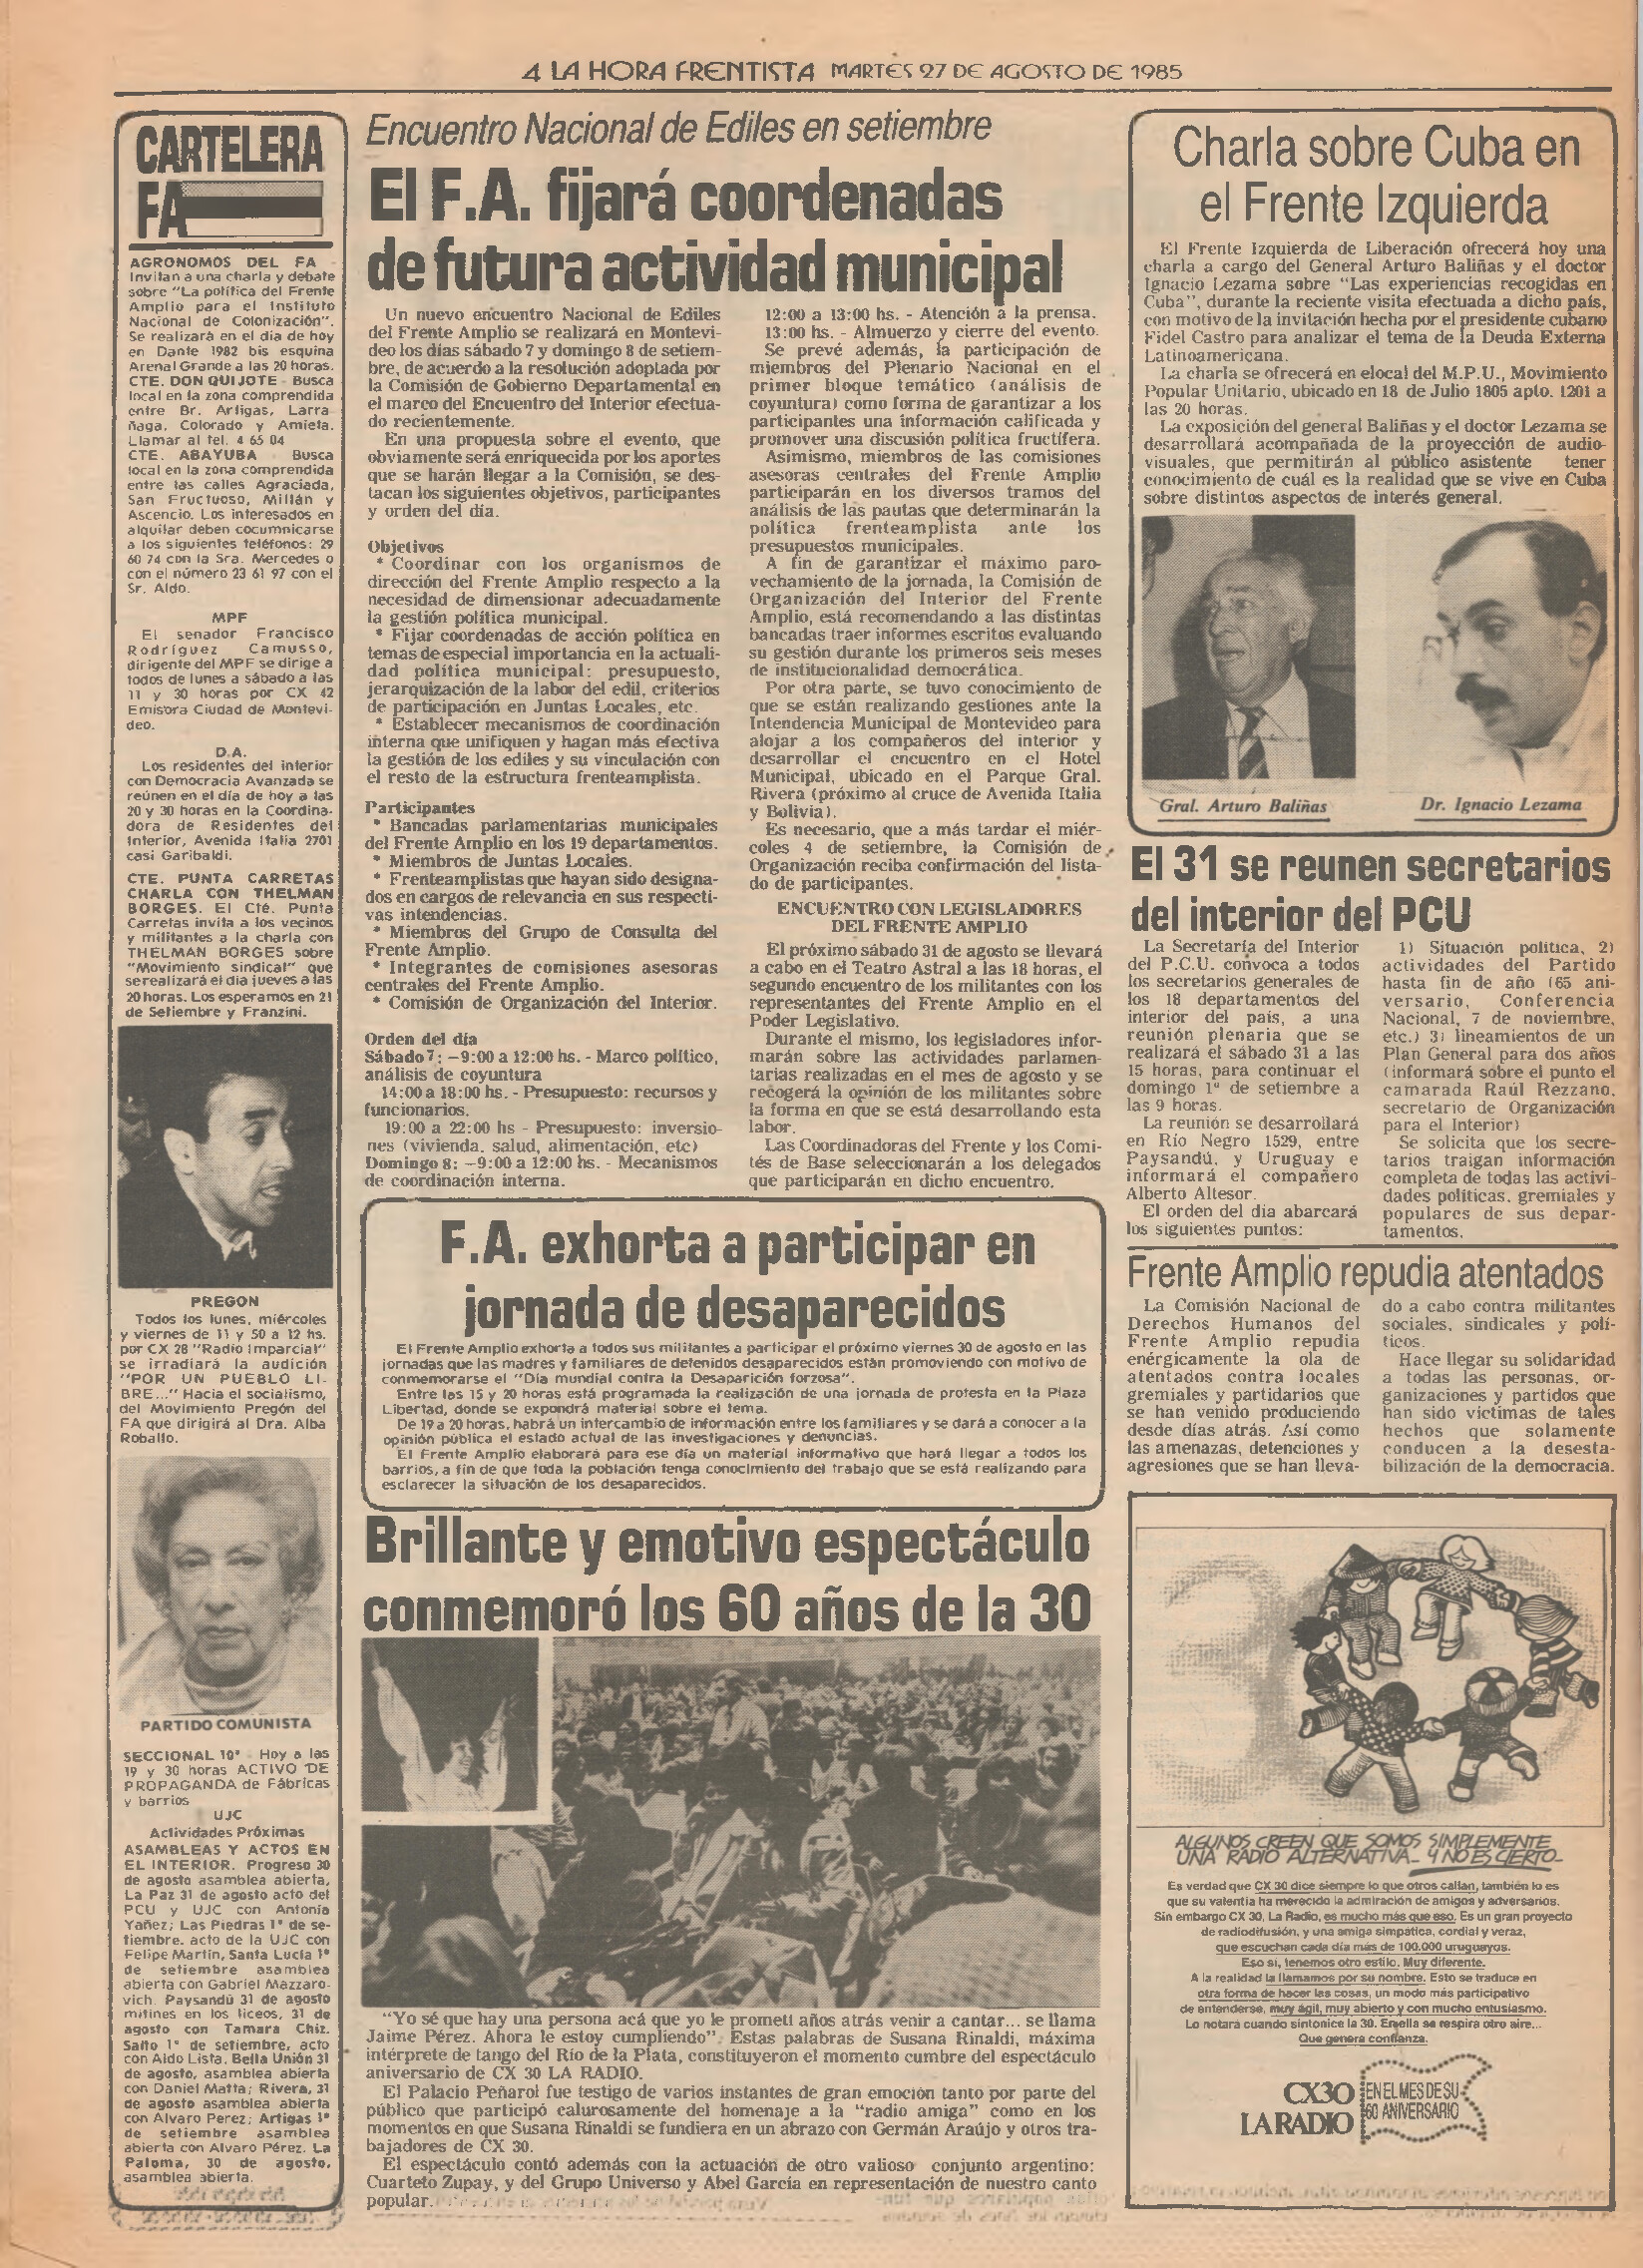 4 LA HORA FRENTISTA MARTES 27 DE AGOSTO DE 1985
CARTELERA
FA
AGRONOMOS DEL FA -
Invitan a una charla y debate
sobre "La política del Frente
Amplio para el Instituto
Nacional de Colonización".
Se realizará en el día de hoy
en Dante 1982 bis esquina
Arenal Grande a las 20 horas.
CTE. DON QUIJOTE - Busca
local en la zona comprendida
entre Br. Artigas, Larra-
ñaga, Colorado y Amieta.
Llamar al tel. 4 65 04
CTE. ABAYUBA - Busca
local en la zona comprendida
entre las calles Agraciada,
San Fructuoso, Millán y
Ascencio. Los interesados en
alquilar deben cocumnicarse
a los siguientes teléfonos: 29
60 74 con la Sra. Mercedes o
con el número 23 61 97 con el
Sr. Aldo.
MPF
El senador Francisco
Rodríguez Camusso,
dirigente del MPF se dirige a
todos de lunes a sábado a las
11 y 30 horas por CX 42
Emisora Ciudad de Montevi-
deo.
D.A.
Los residentes del interior
con Democracia Avanzada se
reúnen en el día de hoy a las
20 y 30 horas en la Coordina-
dora de Residentes del
Interior, Avenida Italia 2701
casi Garibaldi.
CTE. PUNTA CARRETAS
CHARLA CON THELMAN
BORGES. El Cté. Punta
Carretas invita a los vecinos
y militantes a la charla con
THELMAN BORGES sobre
"Movimiento sindical" que
serealizará el día jueves a las
20 horas. Los esperamos en 21
de Setiembre y Franzini.
PREGON
Todos los lunes, miércoles
y viernes de 11 y 50 a 12 hs.
por CX 28 "Radio Imparcial"
se irradiará la audición
"POR UN PUEBLO LI-
BRE..." Hacia el socialismo,
del Movimiento Pregón del
FA que dirigirá al Dra. Alba
Roballo.
PARTIDO COMUNISTA
SECCIONAL 10ª - Hoy a las
19 y 30 horas ACTIVO DE
PROPAGANDA de Fábricas
y barrios
UJC
Actividades Próximas
ASAMBLEAS Y ACTOS EN
EL INTERIOR. Progreso 30
de agosto asamblea abierta,
La Paz 31 de agosto acto del
PCU y UJC con Antonia
Yañez; Las Piedras 1º de se-
tiembre. acto de la UJC con
Felipe Martín, Santa Lucía 1º
de setiembre asamblea
abierta con Gabriel Mazzaro-
vich. Paysandú 31 de agosto
mitines en los liceos, 31 de
agosto con Tamara Chiz.
Salto 1º de setiembre, acto
con Aldo Lista, Bella Unión 31
de agosto, asamblea abierta
con Daniel Matta; Rivera, 31
de agosto asamblea abierta
con Alvaro Perez; Artigas 1º
de setiembre asamblea
abierta con Alvaro Pérez. La
Paloma, 30 de agosto,
asamblea abierta.
Encuentro Nacional de Ediles en setiembre
El F.A. fijará coordenadas
de futura actividad municipal
Un nuevo encuentro Nacional de Ediles
del Frente Amplio se realizará en Montevi-
deo los días sábado 7 y domingo 8 de setiem-
bre, de acuerdo a la resolución adoptada por
la Comisión de Gobierno Departamental en
el marco del Encuentro del Interior efectua-
do recientemente.
En una propuesta sobre el evento, que
obviamente será enriquecida por los aportes
que se harán llegar a la Comisión, se des-
tacan los siguientes objetivos, participantes
y orden del día.
Objetivos
* Coordinar con los organismos de
dirección del Frente Amplio respecto a la
necesidad de dimensionar adecuadamente
la gestión política municipal.
* Fijar coordenadas de acción política en
temas de especial importancia en la actuali-
dad política municipal: presupuesto,
jerarquización de la labor del edil, criterios
de participación en Juntas Locales, etc.
* Establecer mecanismos de coordinación
interna que unifiquen y hagan más efectiva
la gestión de los ediles y su vinculación con
el resto de la estructura frenteamplista.
Participantes
* Bancadas parlamentarias municipales
del Frente Amplio en los 19 departamentos.
* Miembros de Juntas Locales.
* Frenteamplistas que hayan sido designa-
dos en cargos de relevancia en sus respecti-
vas intendencias.
* Miembros del Grupo de Consulta del
Frente Amplio.
* Integrantes de comisiones asesoras
centrales del Frente Amplio.
* Comisión de Organización del Interior.
Orden del día
Sábado 7: —9:00 a 12:00 hs. - Marco político,
análisis de coyuntura
14:00 a 18:00 hs. - Presupuesto: recursos y
funcionarios.
19:00 a 22:00 hs - Presupuesto: inversio-
nes (vivienda, salud, alimentación, etc)
Domingo 8: —9:00 a 12:00 hs. - Mecanismos
de coordinación interna.
12:00 a 13:00 hs. - Atención a la prensa.
13:00 hs. - Almuerzo y cierre del evento.
Se prevé además, la participación de
miembros del Plenario Nacional en el
primer bloque temático (análisis de
coyuntura) como forma de garantizar a los
participantes una información calificada y
promover una discusión política fructífera.
Asimismo, miembros de las comisiones
asesoras centrales del Frente Amplio
participarán en los diversos tramos del
análisis de las pautas que determinarán la
política frenteamplista ante los
presupuestos municipales.
A fin de garantizar el máximo paro-
vechamiento de la jornada, la Comisión de
Organización del Interior del Frente
Amplio, está recomendando a las distintas
bancadas traer informes escritos evaluando
su gestión durante los primeros seis meses
de institucionalidad democrática.
Por otra parte, se tuvo conocimiento de
que se están realizando gestiones ante la
Intendencia Municipal de Montevideo para
alojar a los compañeros del interior y
desarrollar el encuentro en el Hotel
Municipal, ubicado en el Parque Gral.
Rivera (próximo al cruce de Avenida Italia
y Bolivia).
Es necesario, que a más tardar el miér-
coles 4 de setiembre, la Comisión de
Organización reciba confirmación del lista-
do de participantes.
ENCUENTRO CON LEGISLADORES
DEL FRENTE AMPLIO
El próximo sábado 31 de agosto se llevará
a cabo en el Teatro Astral a las 18 horas, el
segundo encuentro de los militantes con los
representantes del Frente Amplio en el
Poder Legislativo.
Durante el mismo, los legisladores infor-
marán sobre las actividades parlamen-
tarias realizadas en el mes de agosto y se
recogerá la opinión de los militantes sobre
la forma en que se está desarrollando esta
labor.
Las Coordinadoras del Frente y los Comi-
tés de Base seleccionarán a los delegados
que participarán en dicho encuentro.
F.A. exhorta a participar en
jornada de desaparecidos
El Frente Amplio exhorta a todos sus militantes a participar el próximo viernes 30 de agosto en las
jornadas que las madres y familiares de detenidos desaparecidos están promoviendo con motivo de
conmemorarse el "Día mundial contra la Desaparición forzosa".
Entre las 15 y 20 horas está programada la realización de una jornada de protesta en la Plaza
Libertad, donde se expondrá material sobre el tema.
De 19 a 20 horas, habrá un intercambio de información entre los familiares y se dará a conocer a la
opinión pública el estado actual de las investigaciones y denuncias.
El Frente Amplio elaborará para ese día un material informativo que hará llegar a todos los
barrios, a fin de que toda la población tenga conocimiento del trabajo que se está realizando para
esclarecer la situación de los desaparecidos.
Brillante y emotivo espectáculo
conmemoró los 60 años de la 30
"Yo sé que hay una persona acá que yo le prometí años atrás venir a cantar... se llama
Jaime Pérez. Ahora le estoy cumpliendo". Estas palabras de Susana Rinaldi, máxima
intérprete de tango del Río de la Plata, constituyeron el momento cumbre del espectáculo
aniversario de CX 30 LA RADIO.
El Palacio Peñarol fue testigo de varios instantes de gran emoción tanto por parte del
público que participó calurosamente del homenaje a la "radio amiga" como en los
momentos en que Susana Rinaldi se fundiera en un abrazo con Germán Araújo y otros tra-
bajadores de CX 30.
El espectáculo contó además con la actuación de otro valioso conjunto argentino:
Cuarteto Zupay, y del Grupo Universo y Abel García en representación de nuestro canto
popular.
Charla sobre Cuba en
el Frente Izquierda
El Frente Izquierda de Liberación ofrecerá hoy una
charla a cargo del General Arturo Baliñas y el doctor
Ignacio Lezama sobre "Las experiencias recogidas en
Cuba", durante la reciente visita efectuada a dicho país,
con motivo de la invitación hecha por el presidente cubano
Fidel Castro para analizar el tema de la Deuda Externa
Latinoamericana.
La charla se ofrecerá en elocal del M.P.U., Movimiento
Popular Unitario, ubicado en 18 de Julio 1805 apto. 1201 a
las 20 horas.
La exposición del general Baliñas y el doctor Lezama se
desarrollará acompañada de la proyección de audio-
visuales, que permitirán al público asistente tener
conocimiento de cuál es la realidad que se vive en Cuba
sobre distintos aspectos de interés general.
Gral. Arturo Baliñas
Dr. Ignacio Lezama
El 31 se reunen secretarios
del interior del PCU
La Secretaría del Interior
del P.C.U. convoca a todos
los secretarios generales de
los 18 departamentos del
interior del país, a una
reunión plenaria que se
realizará el sábado 31 a las
15 horas, para continuar el
domingo 1º de setiembre a
las 9 horas.
La reunión se desarrollará
en Río Negro 1529, entre
Paysandú, y Uruguay e
informará el compañero
Alberto Altesor.
El orden del día abarcará
los siguientes puntos:
1) Situación política, 2)
actividades del Partido
hasta fin de año (65 ani-
versario, Conferencia
Nacional, 7 de noviembre,
etc.) 3) lineamientos de un
Plan General para dos años
(informará sobre el punto el
camarada Raúl Rezzano,
secretario de Organización
para el Interior)
Se solicita que los secre-
tarios traigan información
completa de todas las activi-
dades políticas, gremiales y
populares de sus depar-
tamentos.
Frente Amplio repudia atentados
La Comisión Nacional de
Derechos Humanos del
Frente Amplio repudia
enérgicamente la ola de
atentados contra locales
gremiales y partidarios que
se han venido produciendo
desde días atrás. Así como
las amenazas, detenciones y
agresiones que se han lleva-
do a cabo contra militantes
sociales, sindicales y polí-
ticos.
Hace llegar su solidaridad
a todas las personas, or-
ganizaciones y partidos que
han sido víctimas de tales
hechos que solamente
conducen a la desesta-
bilización de la democracia.
30
ALGUNOS CREEN QUE SOMOS SIMPLEMENTE
UNA RADIO ALTERNATIVA_ Y NO ES CIERTO_
Es verdad que CX 30 dice siempre lo que otros callan, también lo es
que su valentía ha merecido la admiración de amigos y adversarios.
Sin embargo CX 30, La Radio, es mucho más que eso. Es un gran proyecto
de radiodifusión, y una amiga simpática, cordial y veraz,
que escuchan cada día más de 100.000 uruguayos.
Eso sí, tenemos otro estilo. Muy diferente.
A la realidad la llamamos por su nombre. Esto se traduce en
otra forma de hacer las cosas, un modo más participativo
de entenderse, muy ágil, muy abierto y con mucho entusiasmo.
Lo notará cuando sintonice la 30. En ella se respira otro aire...
Que genera confianza.
CX30
LA RADIO
EN EL MES DE SU
60 ANIVERSARIO